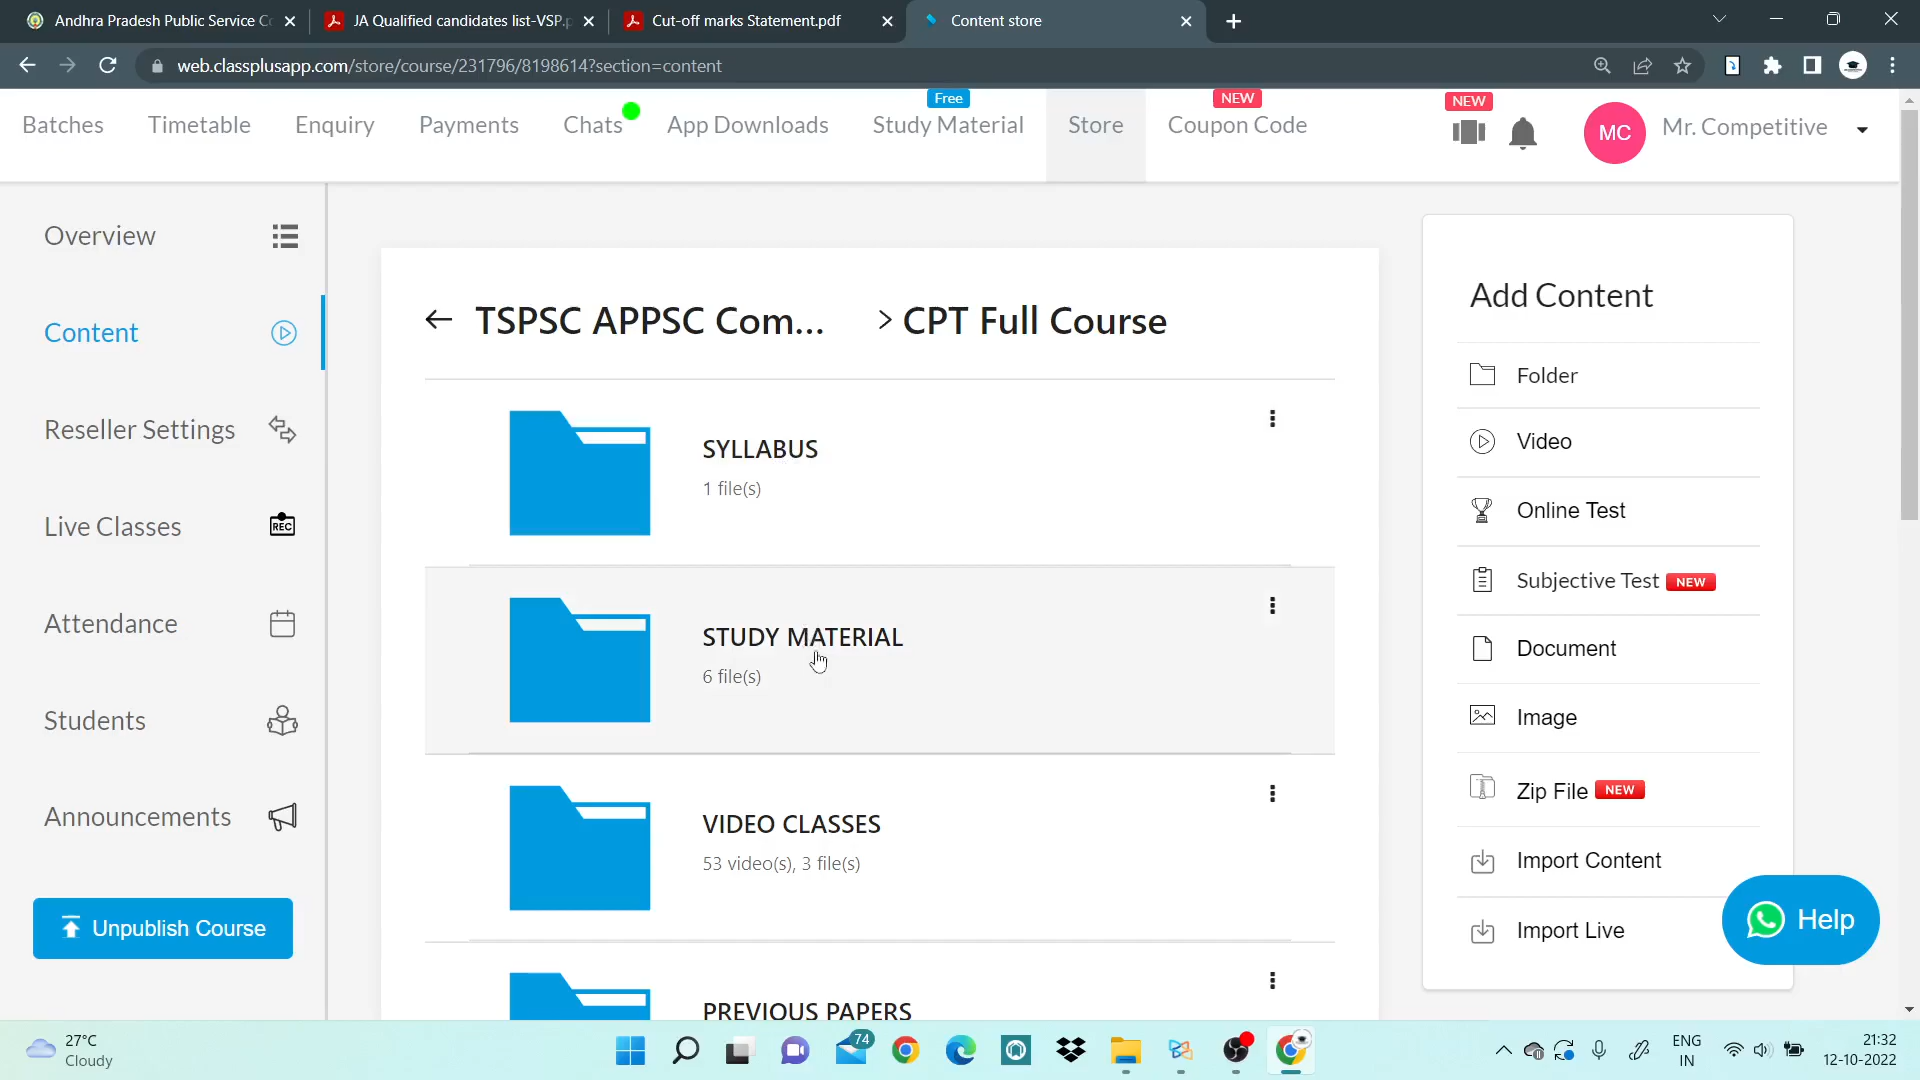 Andhra Pradesh Public Service Co
JA Qualified candidates list-VSP.p
Cut-off marks Statement.pdf
Content store
web.classplusapp.com/store/course/231796/8198614?section=content
Batches
Timetable
Enquiry
Payments
Chats
App Downloads
Free
Study Material
Store
NEW
Coupon Code
NEW
MC
Mr. Competitive
Overview
Content
Reseller Settings
Live Classes
REC
Attendance
Students
Announcements
Unpublish Course
TSPSC APPSC Com...
> CPT Full Course
SYLLABUS
1 file(s)
STUDY MATERIAL
6 file(s)
VIDEO CLASSES
53 video(s), 3 file(s)
PREVIOUS PAPERS
Add Content
Folder
Video
Online Test
Subjective Test NEW
Document
Image
Zip File NEW
Import Content
Import Live
Help
27°C
Cloudy
74
ENG
IN
21:32
12-10-2022